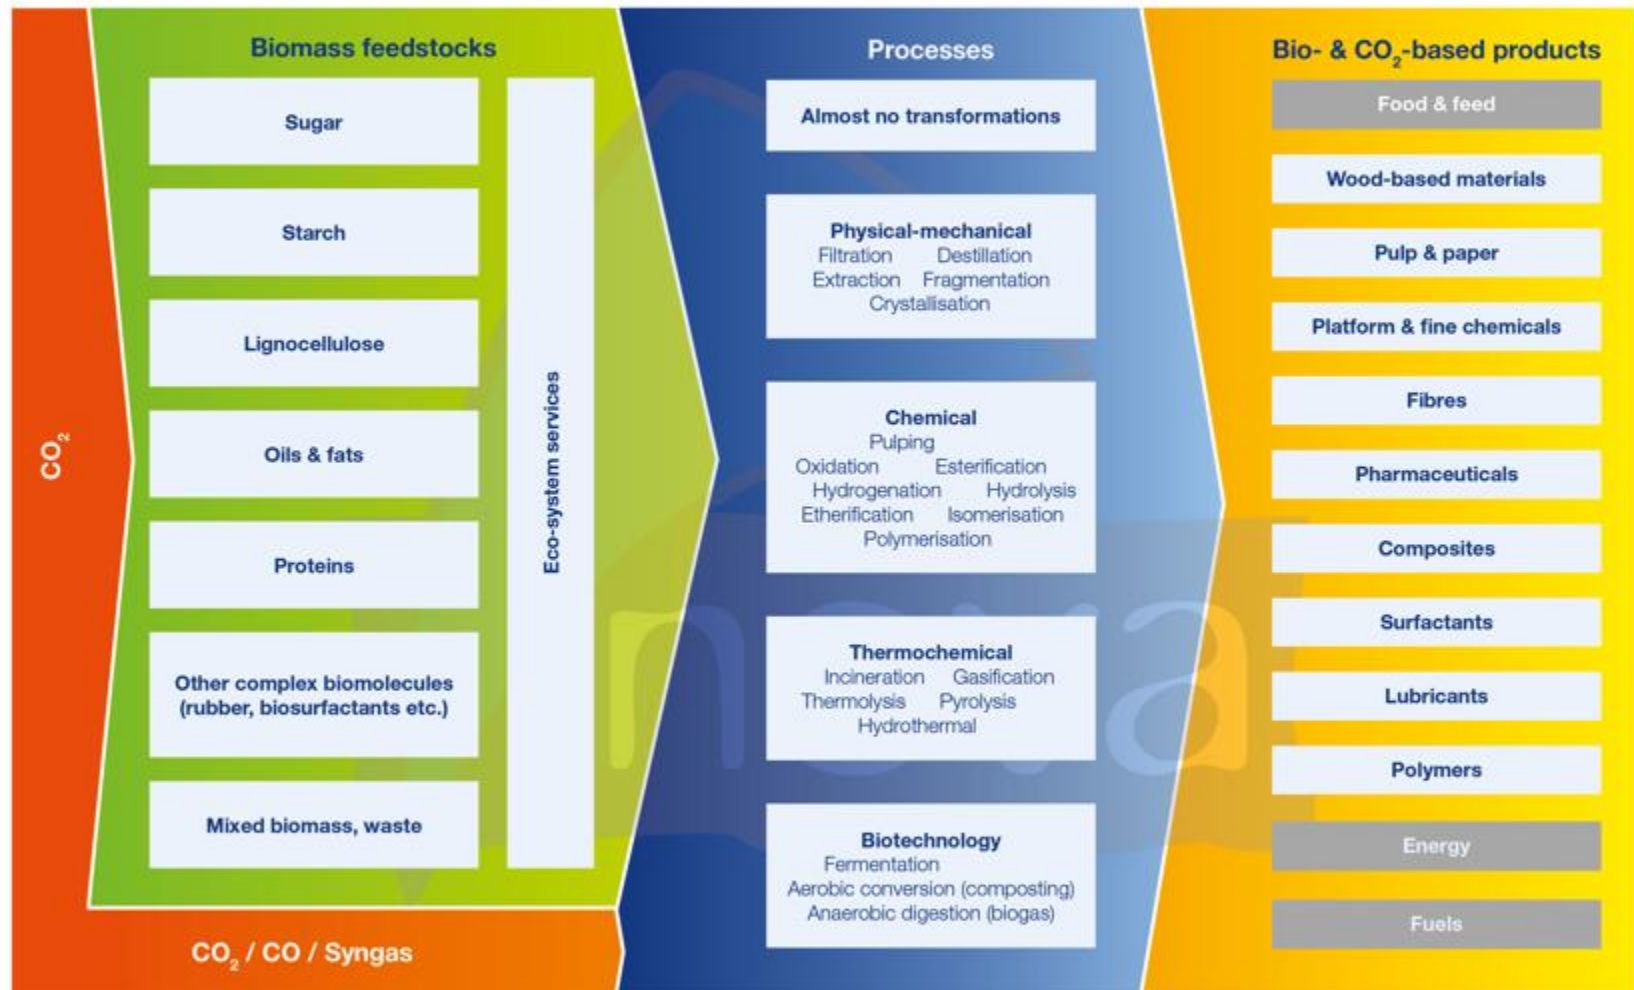 CO₂
Biomass feedstocks
Sugar
Starch
Lignocellulose
Oils & fats
Proteins
Other complex biomolecules
(rubber, biosurfactants etc.)
Mixed biomass, waste
Eco-system services
CO₂ / CO / Syngas
Processes
Almost no transformations
Physical-mechanical
Filtration Destillation
Extraction Fragmentation
Crystallisation
Chemical
Pulping
Oxidation Esterification
Hydrogenation Hydrolysis
Etherification Isomerisation
Polymerisation
Thermochemical
Incineration Gasification
Thermolysis Pyrolysis
Hydrothermal
Biotechnology
Fermentation
Aerobic conversion (composting)
Anaerobic digestion (biogas)
Bio- & CO₂-based products
Food & feed
Wood-based materials
Pulp & paper
Platform & fine chemicals
Fibres
Pharmaceuticals
Composites
Surfactants
Lubricants
Polymers
Energy
Fuels
nova